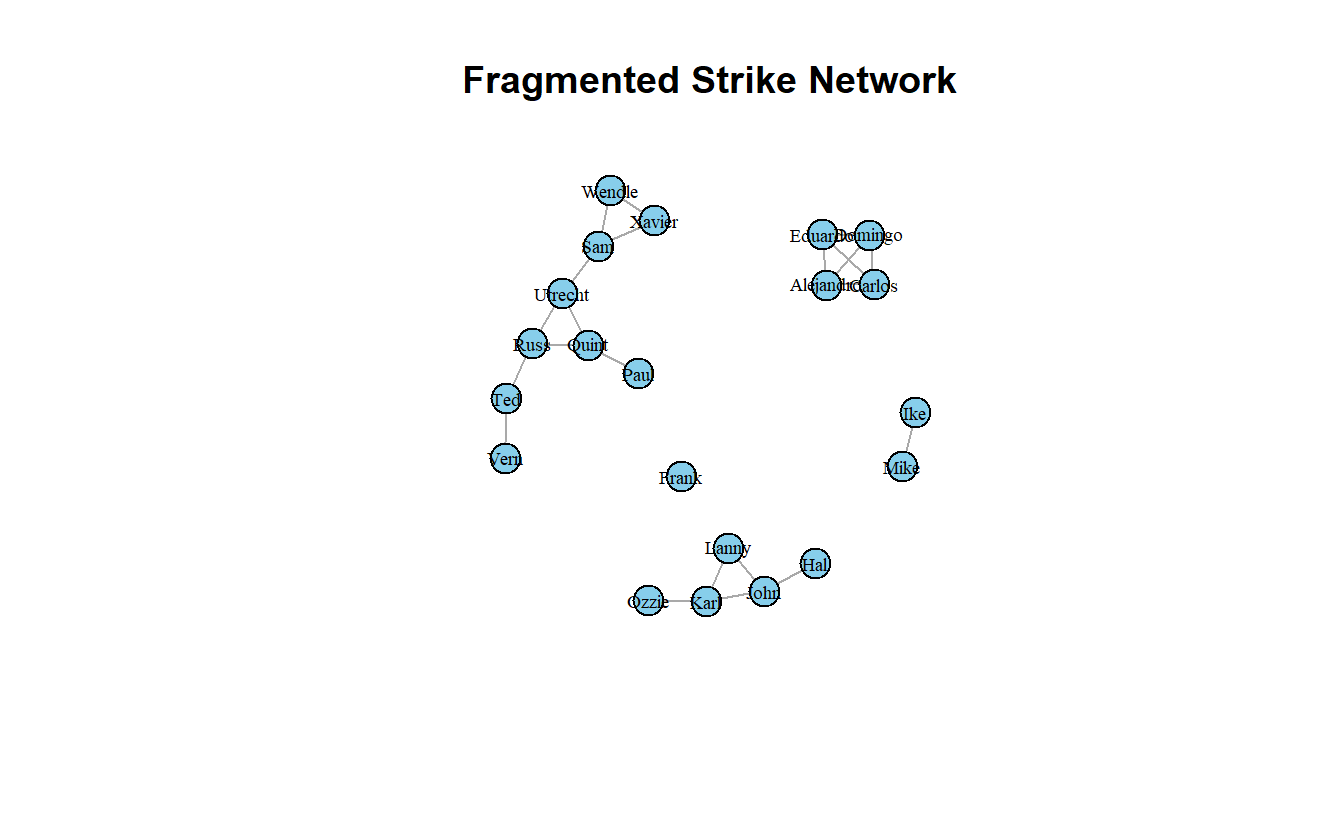 Fragmented Strike Network
Wendle
Xavier
Sam
Eduardo
Domingo
Alejandro
Carlos
Utrecht
Russ
Quint
Paul
Ted
Ike
Vern
Mike
Frank
Lanny
Hal
John
Ozzie
Karl